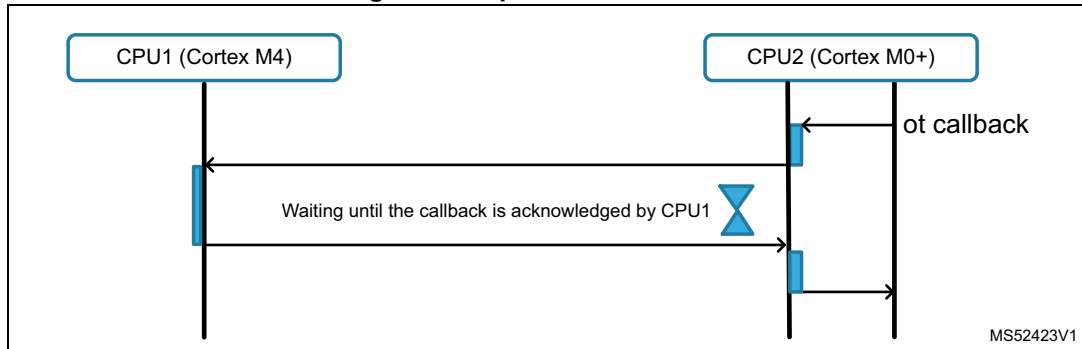 CPU1 (Cortex M4)
CPU2 (Cortex M0+)
ot callback
Waiting until the callback is acknowledged by CPU1
MS52423V1